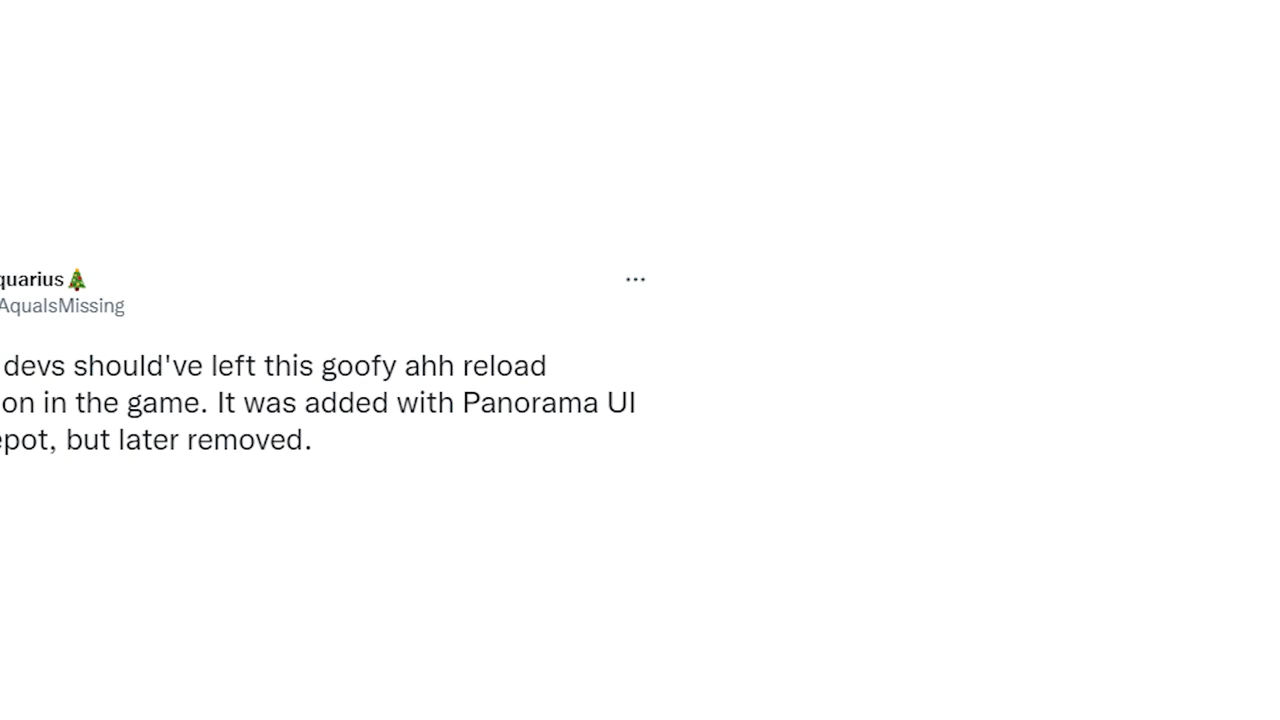 quarius🎄
AquaIsMissing
devs should've left this goofy ahh reload
on in the game. It was added with Panorama UI
epot, but later removed.